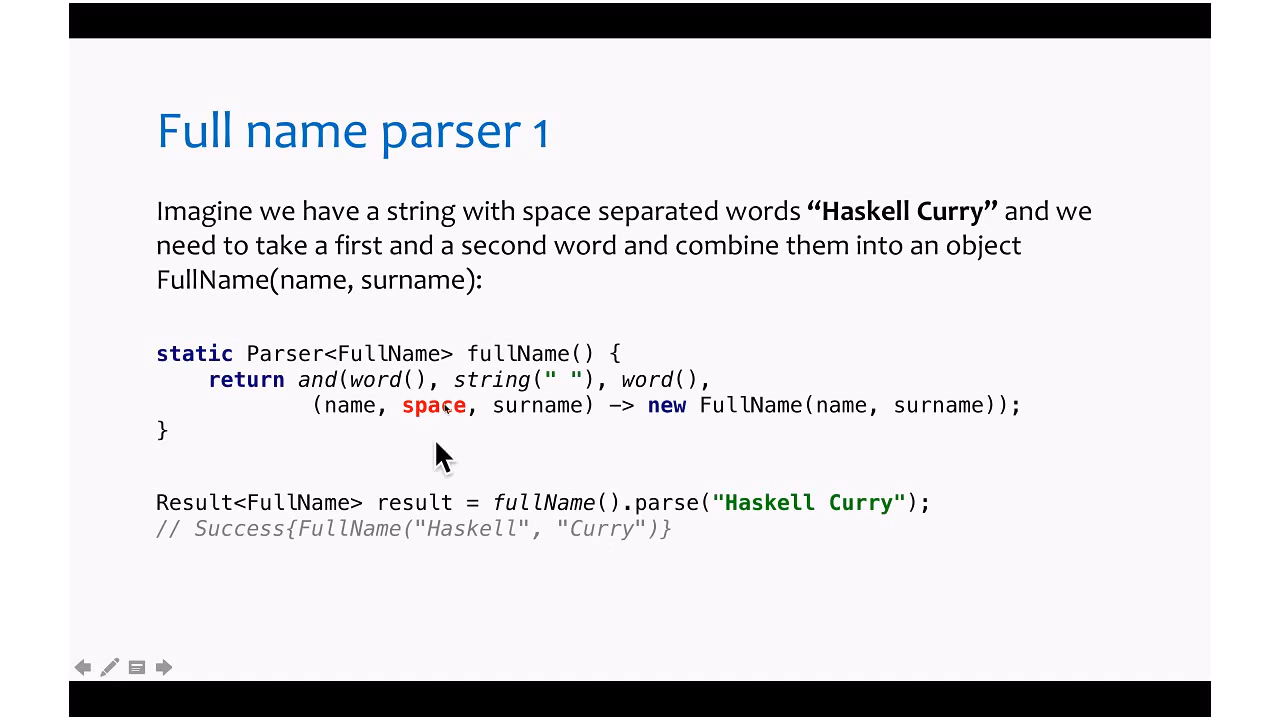 Full name parser 1
Imagine we have a string with space separated words “Haskell Curry” and we
need to take a first and a second word and combine them into an object
FullName(name, surname):
static Parser<FullName> fullName() {
    return and(word(), string(" "), word(),
            (name, space, surname) -> new FullName(name, surname));
}
Result<FullName> result = fullName().parse("Haskell Curry");
// Success{FullName("Haskell", "Curry")}